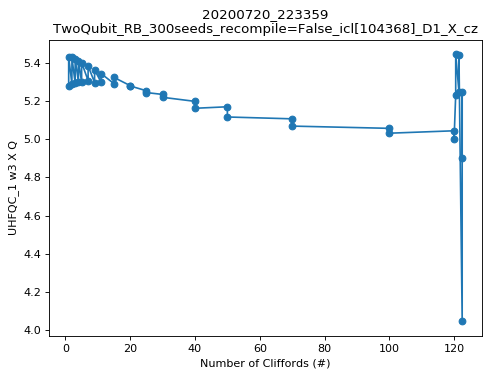 20200720_223359
TwoQubit_RB_300seeds_recompile=False_icl[104368]_D1_X_cz
UHFQC_1 w3 X Q
5.4
5.2
5.0
4.8
4.6
4.4
4.2
4.0
0 20 40 60 80 100 120
Number of Cliffords (#)